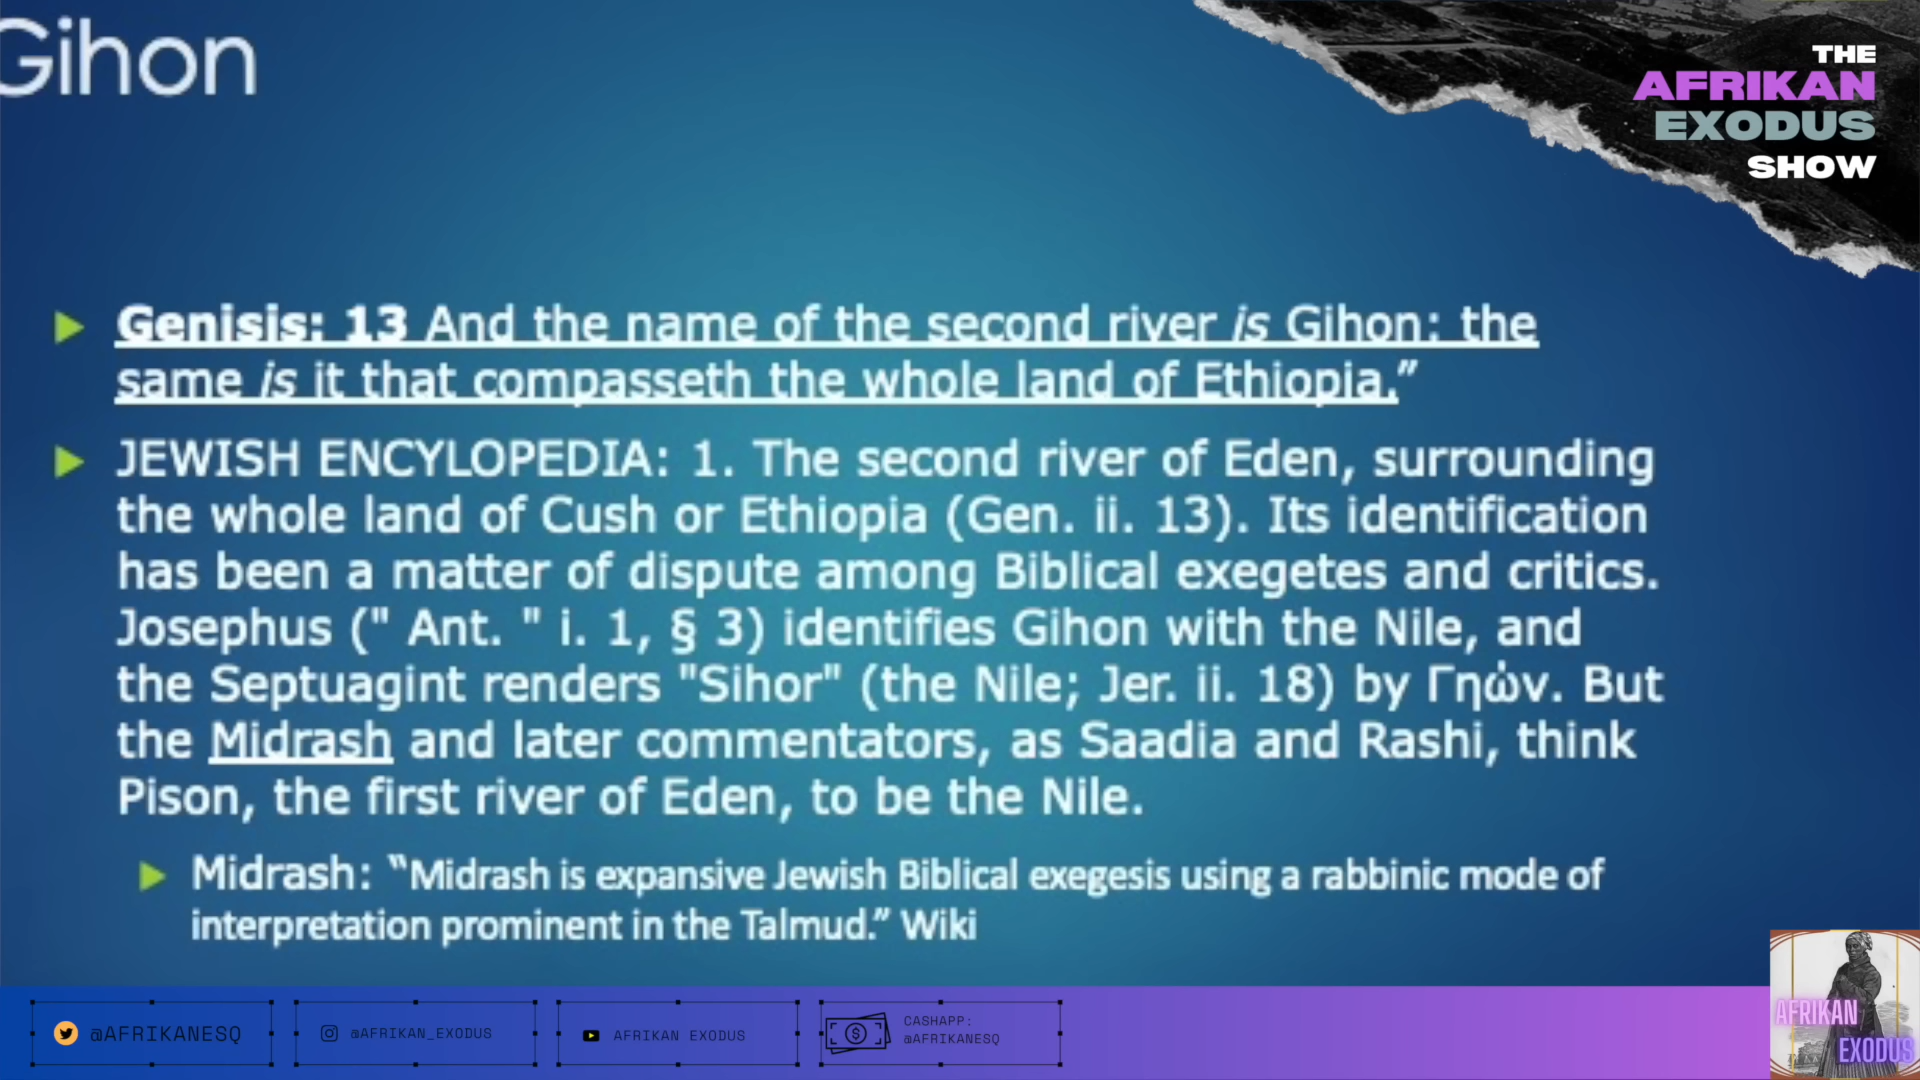 Gihon
THE
AFRIKAN
EXODUS
SHOW
Genisis: 13 And the name of the second river is Gihon: the
same is it that compasseth the whole land of Ethiopia.”
JEWISH ENCYLOPEDIA: 1. The second river of Eden, surrounding
the whole land of Cush or Ethiopia (Gen. ii. 13). Its identification
has been a matter of dispute among Biblical exegetes and critics.
Josephus (" Ant. " i. 1, § 3) identifies Gihon with the Nile, and
the Septuagint renders "Sihor" (the Nile; Jer. ii. 18) by Γηών. But
the Midrash and later commentators, as Saadia and Rashi, think
Pison, the first river of Eden, to be the Nile.
Midrash: “Midrash is expansive Jewish Biblical exegesis using a rabbinic mode of
interpretation prominent in the Talmud.” Wiki
@AFRIKANESQ
@AFRIKAN_EXODUS
AFRIKAN EXODUS
CASHAPP:
@AFRIKANESQ
AFRIKAN
EXODUS